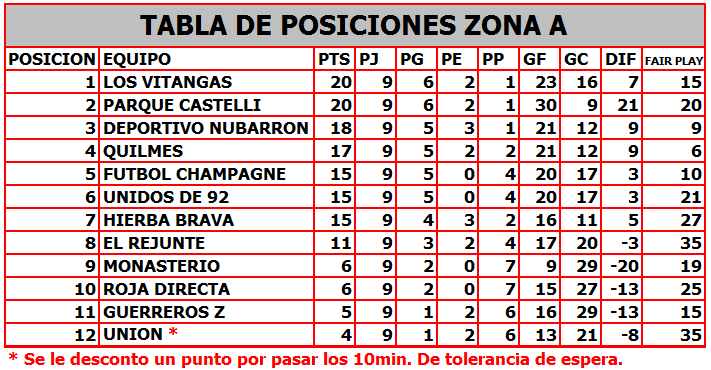 TABLA DE POSICIONES ZONA A
POSICION EQUIPO PTS PJ PG PE PP GF GC DIF FAIR PLAY
1 LOS VITANGAS 20 9 6 2 1 23 16 7 15
2 PARQUE CASTELLI 20 9 6 2 1 30 9 21 20
3 DEPORTIVO NUBARRON 18 9 5 3 1 21 12 9 9
4 QUILMES 17 9 5 2 2 21 12 9 6
5 FUTBOL CHAMPAGNE 15 9 5 0 4 20 17 3 10
6 UNIDOS DE 92 15 9 5 0 4 20 17 3 21
7 HIERBA BRAVA 15 9 4 3 2 16 11 5 27
8 EL REJUNTE 11 9 3 2 4 17 20 -3 35
9 MONASTERIO 6 9 2 0 7 9 29 -20 19
10 ROJA DIRECTA 6 9 2 0 7 15 27 -13 25
11 GUERREROS Z 5 9 1 2 6 16 29 -13 15
12 UNION * 4 9 1 2 6 13 21 -8 35
* Se le desconto un punto por pasar los 10min. De tolerancia de espera.